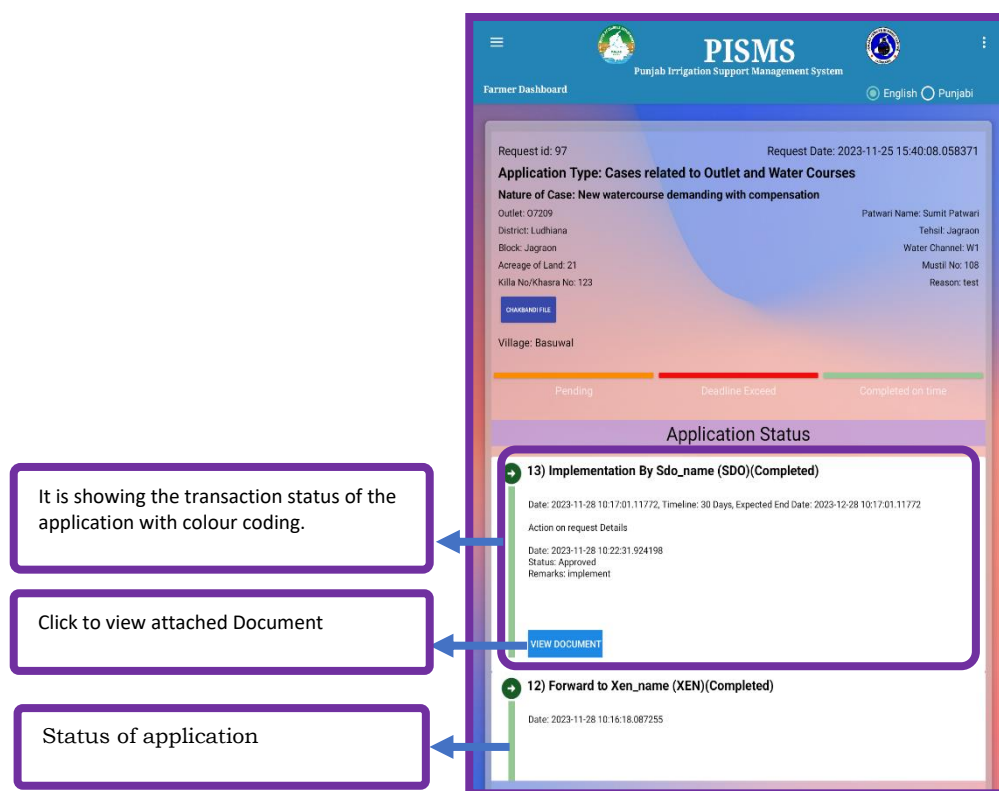 PISMS
Punjab Irrigation Support Management System
Farmer Dashboard
English Punjabi
Request id: 97 Request Date: 2023-11-25 15:40:08.058371
Application Type: Cases related to Outlet and Water Courses
Nature of Case: New watercourse demanding with compensation
Outlet: O7209 Patwari Name: Sumit Patwari
District: Ludhiana Tehsil: Jagraon
Block: Jagraon Water Channel: W1
Acreage of Land: 21 Mustil No: 108
Killa No/Khasra No: 123 Reason: test
CHAKBANDI FILE
Village: Basuwal
Pending Deadline Exceed Completed on time
Application Status
13) Implementation By Sdo_name (SDO)(Completed)
Date: 2023-11-28 10:17:01.11772, Timeline: 30 Days, Expected End Date: 2023-12-28 10:17:01.11772
Action on request Details
Date: 2023-11-28 10:22:31.924198
Status: Approved
Remarks: implement
VIEW DOCUMENT
12) Forward to Xen_name (XEN)(Completed)
Date: 2023-11-28 10:16:18.087255
It is showing the transaction status of the
application with colour coding.
Click to view attached Document
Status of application